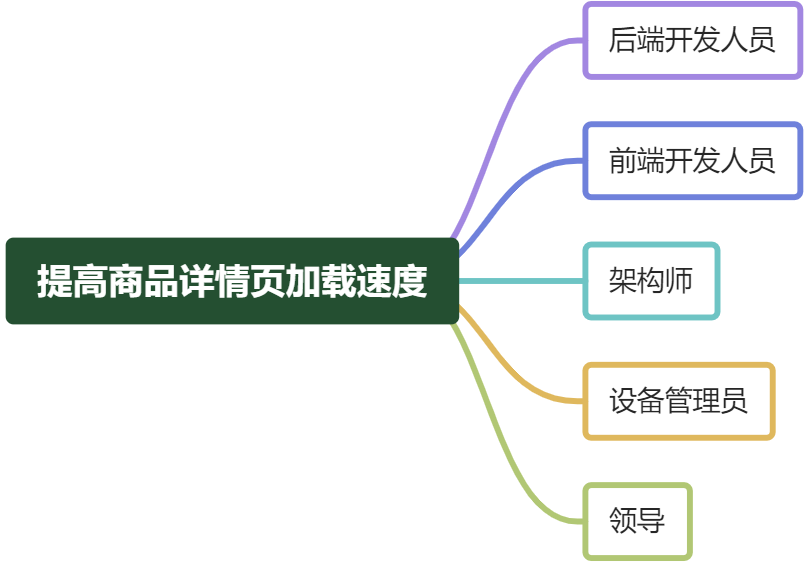 后端开发人员
前端开发人员
提高商品详情页加载速度
架构师
设备管理员
领导